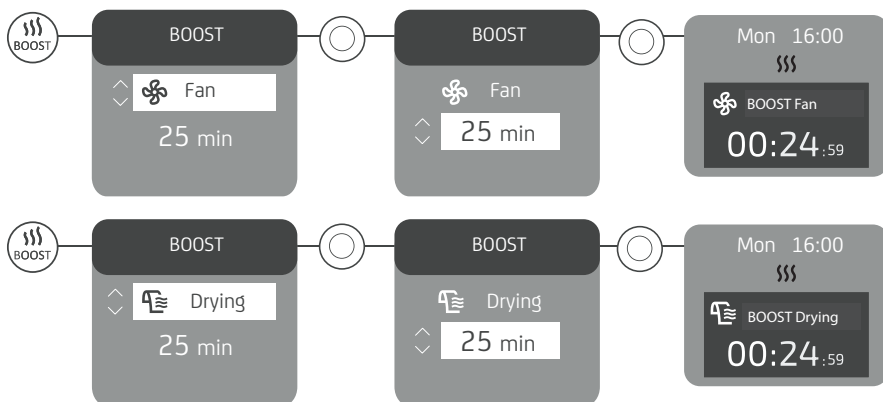 BOOST
BOOST
Fan
25 min
BOOST
Fan
25 min
Mon 16:00
BOOST Fan
00:24:59
BOOST
BOOST
Drying
25 min
BOOST
Drying
25 min
Mon 16:00
BOOST Drying
00:24:59